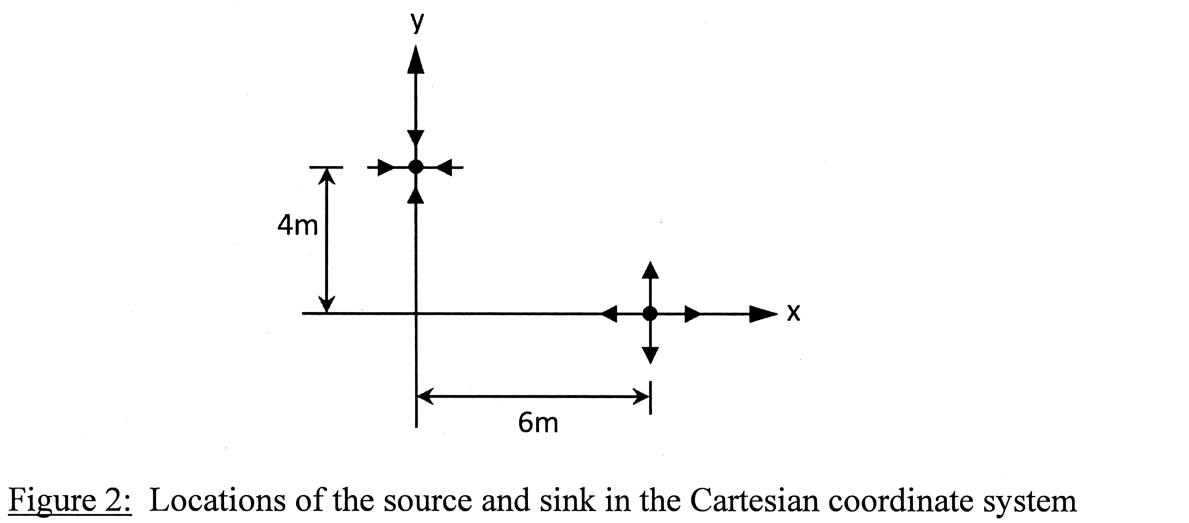 y
4m
x
6m
Figure 2: Locations of the source and sink in the Cartesian coordinate system